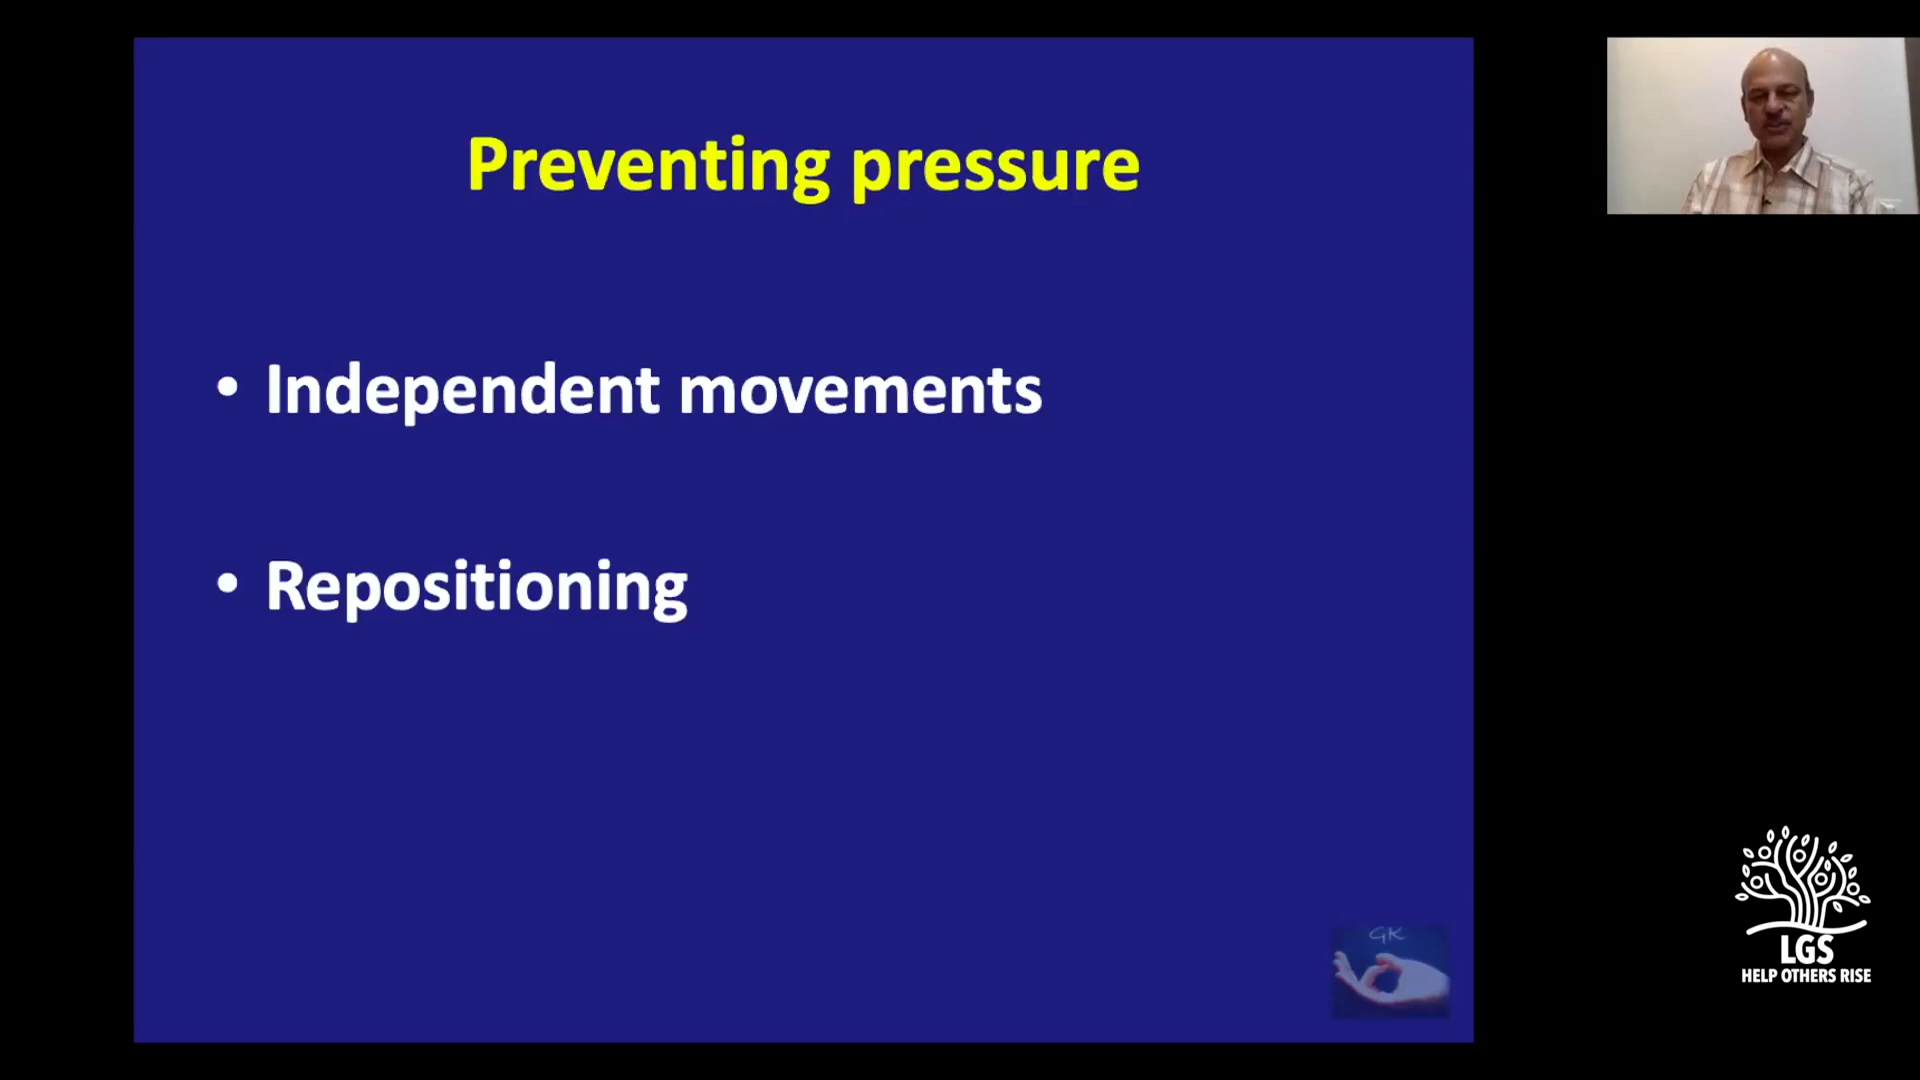 Preventing pressure
• Independent movements
• Repositioning
GK
LGS
HELP OTHERS RISE